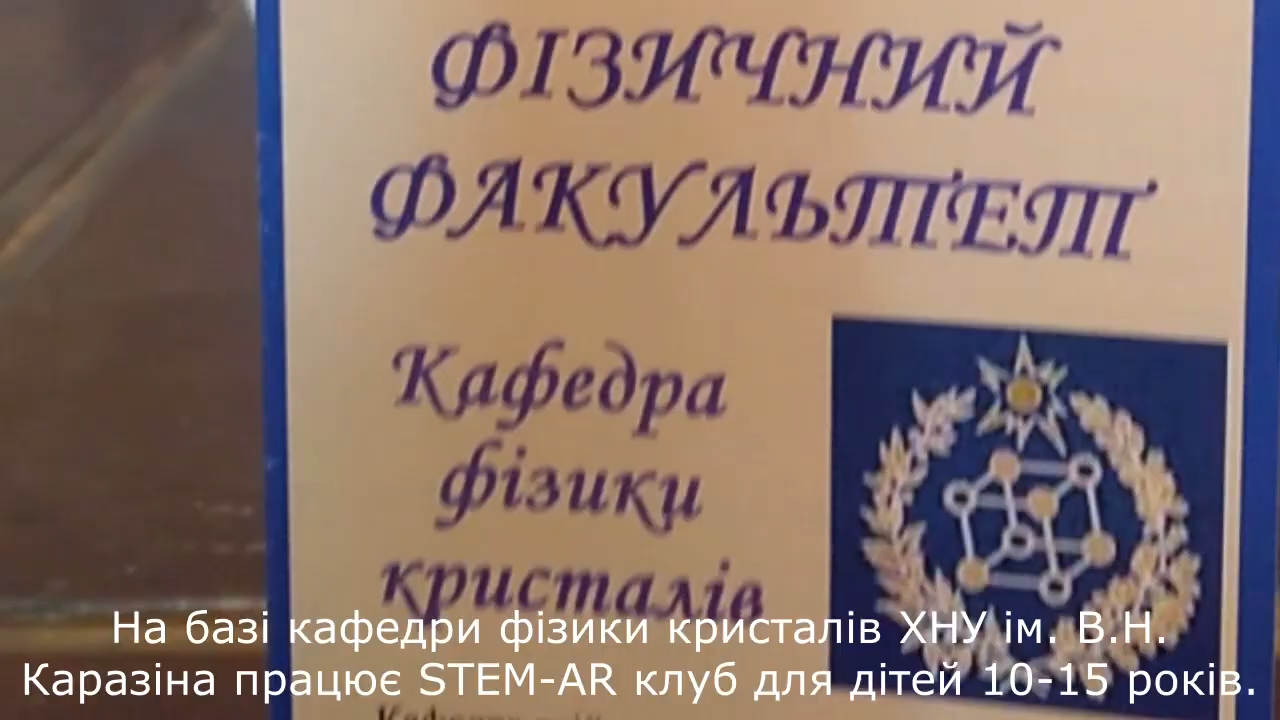 ФІЗИЧНИЙ
ФАКУЛЬТЕТ
Кафедра
фізики
кристалів
На базі кафедри фізики кристалів ХНУ ім. В.Н.
Каразіна працює STEM-AR клуб для дітей 10-15 років.